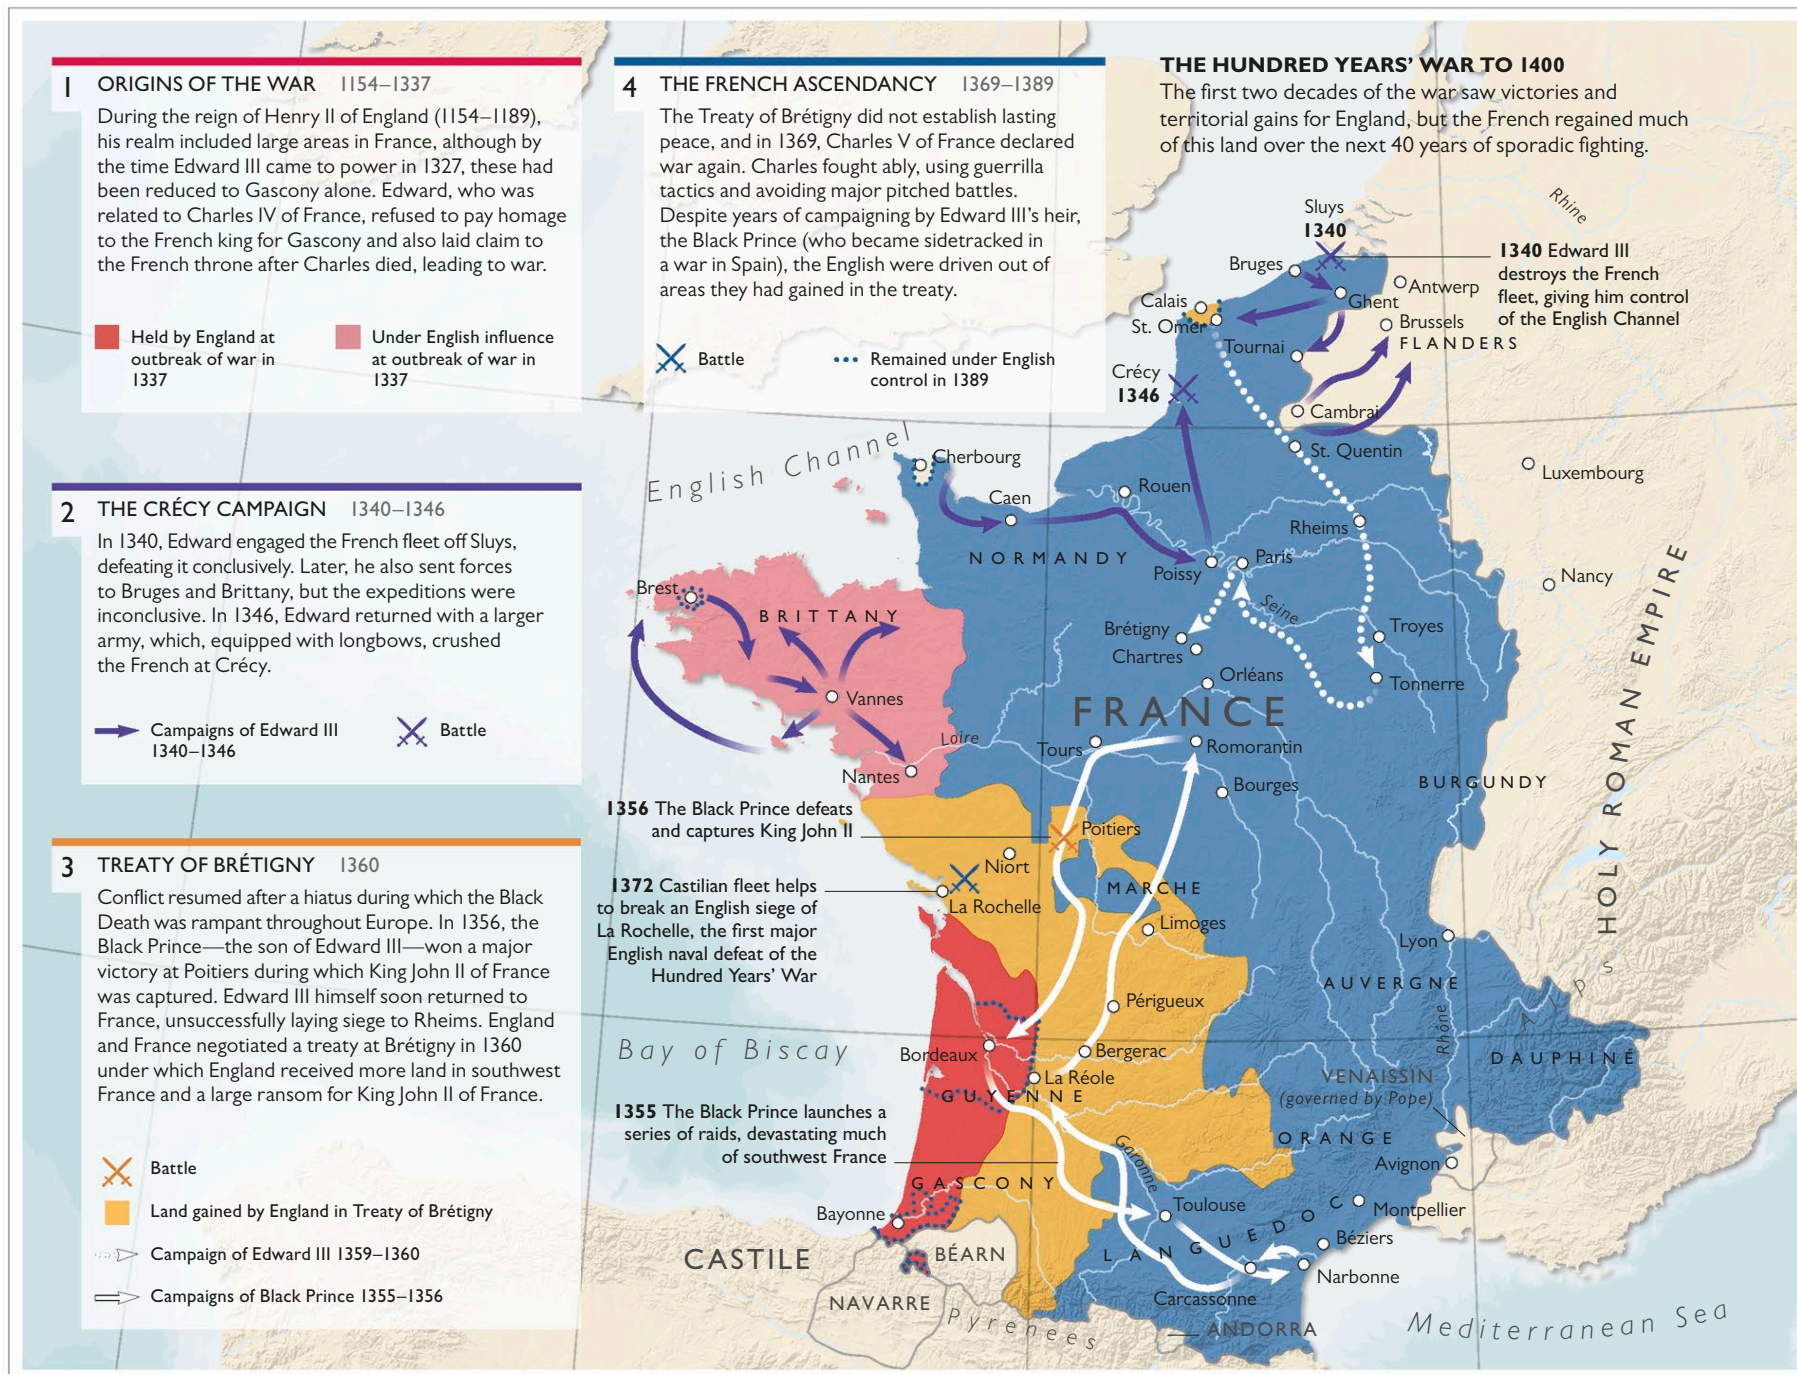 1 ORIGINS OF THE WAR 1154–1337
During the reign of Henry II of England (1154–1189),
his realm included large areas in France, although by
the time Edward III came to power in 1327, these had
been reduced to Gascony alone. Edward, who was
related to Charles IV of France, refused to pay homage
to the French king for Gascony and also laid claim to
the French throne after Charles died, leading to war.
Held by England at
outbreak of war in
1337
Under English influence
at outbreak of war in
1337
2 THE CRÉCY CAMPAIGN 1340–1346
In 1340, Edward engaged the French fleet off Sluys,
defeating it conclusively. Later, he also sent forces
to Bruges and Brittany, but the expeditions were
inconclusive. In 1346, Edward returned with a larger
army, which, equipped with longbows, crushed
the French at Crécy.
Campaigns of Edward III
1340–1346
Battle
3 TREATY OF BRÉTIGNY 1360
Conflict resumed after a hiatus during which the Black
Death was rampant throughout Europe. In 1356, the
Black Prince—the son of Edward III—won a major
victory at Poitiers during which King John II of France
was captured. Edward III himself soon returned to
France, unsuccessfully laying siege to Rheims. England
and France negotiated a treaty at Brétigny in 1360
under which England received more land in southwest
France and a large ransom for King John II of France.
Battle
Land gained by England in Treaty of Brétigny
Campaign of Edward III 1359–1360
Campaigns of Black Prince 1355–1356
4 THE FRENCH ASCENDANCY 1369–1389
The Treaty of Brétigny did not establish lasting
peace, and in 1369, Charles V of France declared
war again. Charles fought ably, using guerrilla
tactics and avoiding major pitched battles.
Despite years of campaigning by Edward III's heir,
the Black Prince (who became sidetracked in
a war in Spain), the English were driven out of
areas they had gained in the treaty.
Battle
Remained under English
control in 1389
THE HUNDRED YEARS' WAR TO 1400
The first two decades of the war saw victories and
territorial gains for England, but the French regained much
of this land over the next 40 years of sporadic fighting.
Rhine
Sluys
1340
1340 Edward III
destroys the French
fleet, giving him control
of the English Channel
Bruges
Antwerp
Ghent
Calais
St. Omer
Brussels
FLANDERS
Tournai
Crécy
1346
Cambrai
St. Quentin
English Channel
Cherbourg
Luxembourg
Rouen
Caen
Rheims
NORMANDY
Paris
Poissy
Nancy
Brest
BRITTANY
Seine
Brétigny
Troyes
Chartres
Orléans
Tonnerre
Vannes
FRANCE
HOLY ROMAN EMPIRE
Loire
Tours
Romorantin
Nantes
Bourges
BURGUNDY
1356 The Black Prince defeats
and captures King John II
Poitiers
Niort
MARCHE
1372 Castilian fleet helps
to break an English siege of
La Rochelle, the first major
English naval defeat of the
Hundred Years' War
La Rochelle
Limoges
Lyon
AUVERGNE
Alps
Périgueux
Rhône
Bay of Biscay
Bordeaux
Bergerac
DAUPHINÉ
La Réole
VENAISSIN
(governed by Pope)
GUYENNE
1355 The Black Prince launches a
series of raids, devastating much
of southwest France
Garonne
ORANGE
Avignon
GASCONY
Bayonne
Toulouse
Montpellier
LANGUEDOC
Béziers
CASTILE
BÉARN
Narbonne
Carcassonne
NAVARRE
Pyrenees
ANDORRA
Mediterranean Sea